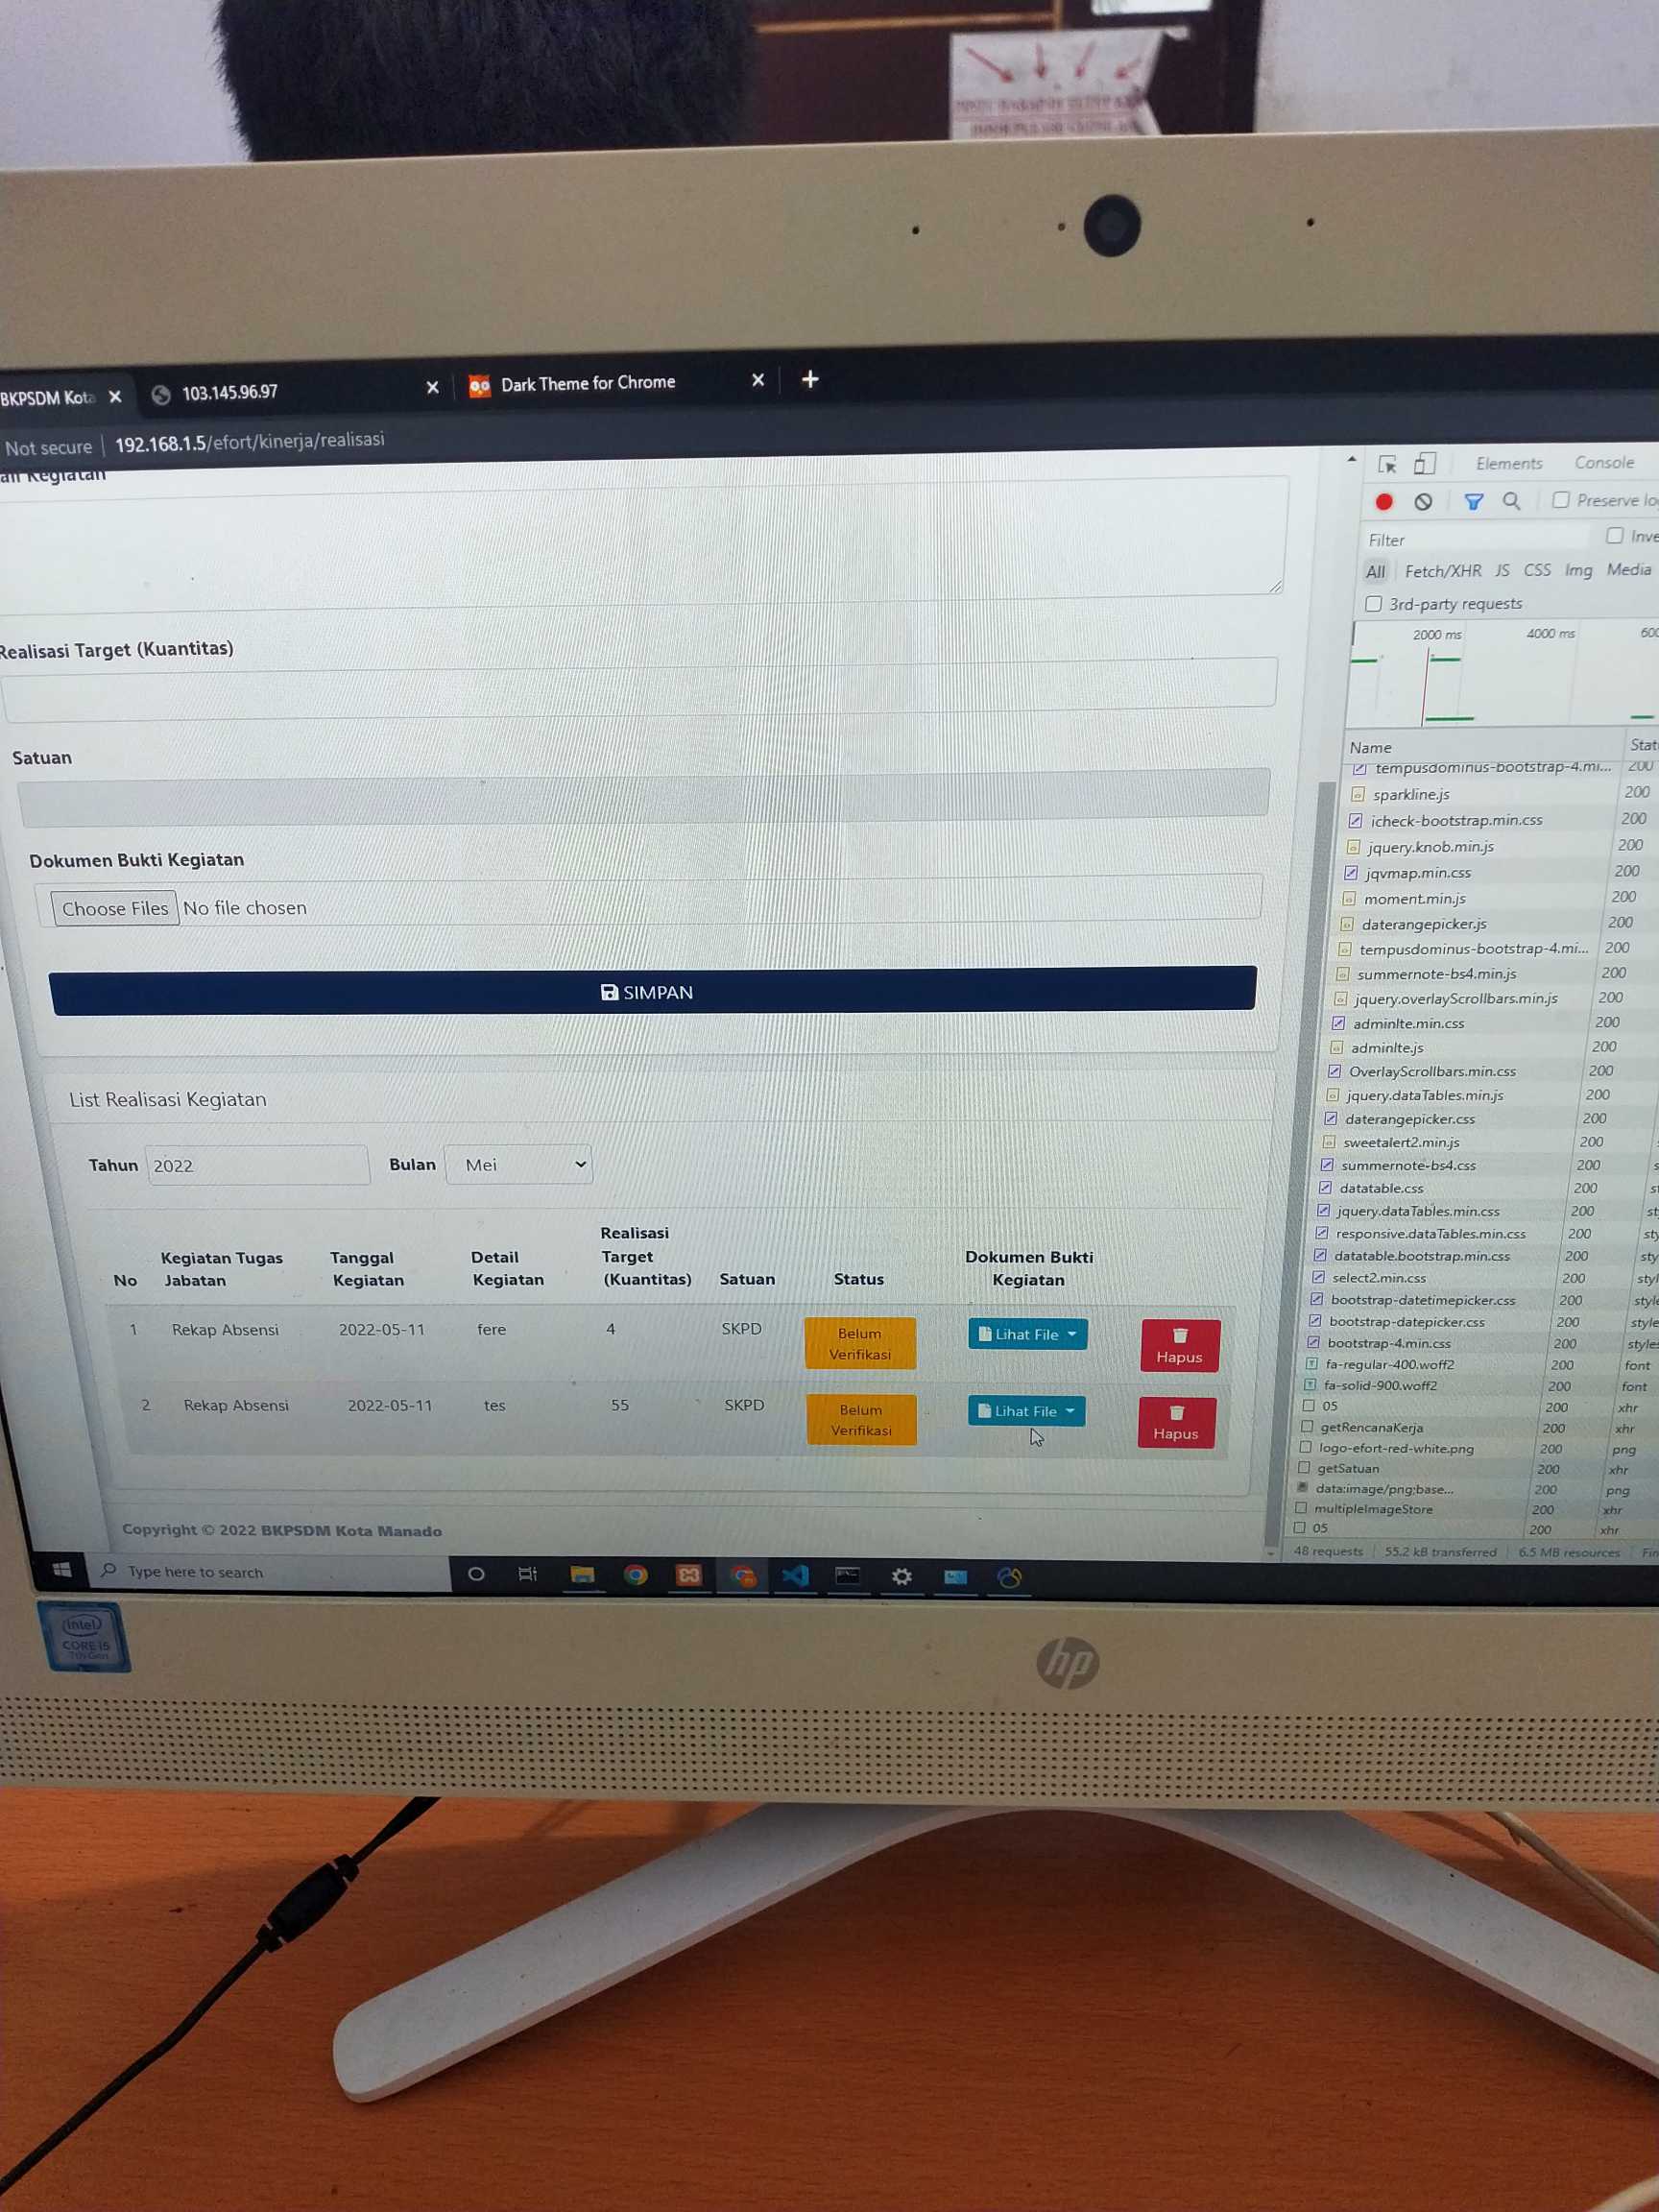 BKPSDM Kota
103.145.96.97
Dark Theme for Chrome
Not secure 192.168.1.5/efort/kinerja/realisasi
Kegiatan
Realisasi Target (Kuantitas)
Satuan
Dokumen Bukti Kegiatan
Choose Files No file chosen
SIMPAN
List Realisasi Kegiatan
Tahun 2022 Bulan Mei
No Kegiatan Tugas Jabatan Tanggal Kegiatan Detail Kegiatan Realisasi Target (Kuantitas) Satuan Status Dokumen Bukti Kegiatan
1 Rekap Absensi 2022-05-11 fere 4 SKPD Belum Verifikasi Lihat File Hapus
2 Rekap Absensi 2022-05-11 tes 55 SKPD Belum Verifikasi Lihat File Hapus
Copyright © 2022 BKPSDM Kota Manado
Elements Console
Preserve lo
Filter Inve
All Fetch/XHR JS CSS Img Media
3rd-party requests
2000 ms 4000 ms 600
Name Stat
tempusdominus-bootstrap-4.mi... 200
sparkline.js 200
icheck-bootstrap.min.css 200
jquery.knob.min.js 200
jqvmap.min.css 200
moment.min.js 200
daterangepicker.js 200
tempusdominus-bootstrap-4.mi... 200
summernote-bs4.min.js 200
jquery.overlayScrollbars.min.js 200
adminlte.min.css 200
adminlte.js 200
OverlayScrollbars.min.css 200
jquery.dataTables.min.js 200
daterangepicker.css 200
sweetalert2.min.js 200
summernote-bs4.css 200 s
datatable.css 200 st
jquery.dataTables.min.css 200 st
responsive.dataTables.min.css 200 sty
datatable.bootstrap.min.css 200 sty
select2.min.css 200 styl
bootstrap-datetimepicker.css 200 style
bootstrap-datepicker.css 200 style
bootstrap-4.min.css 200 styles
fa-regular-400.woff2 200 font
fa-solid-900.woff2 200 font
05 200 xhr
getRencanaKerja 200 xhr
logo-efort-red-white.png 200 png
getSatuan 200 xhr
data:image/png;base... 200 png
multipleImageStore 200 xhr
05 200 xhr
48 requests 55.2 kB transferred 6.5 MB resources Fin
Type here to search
intel
CORE i5
7th Gen
hp